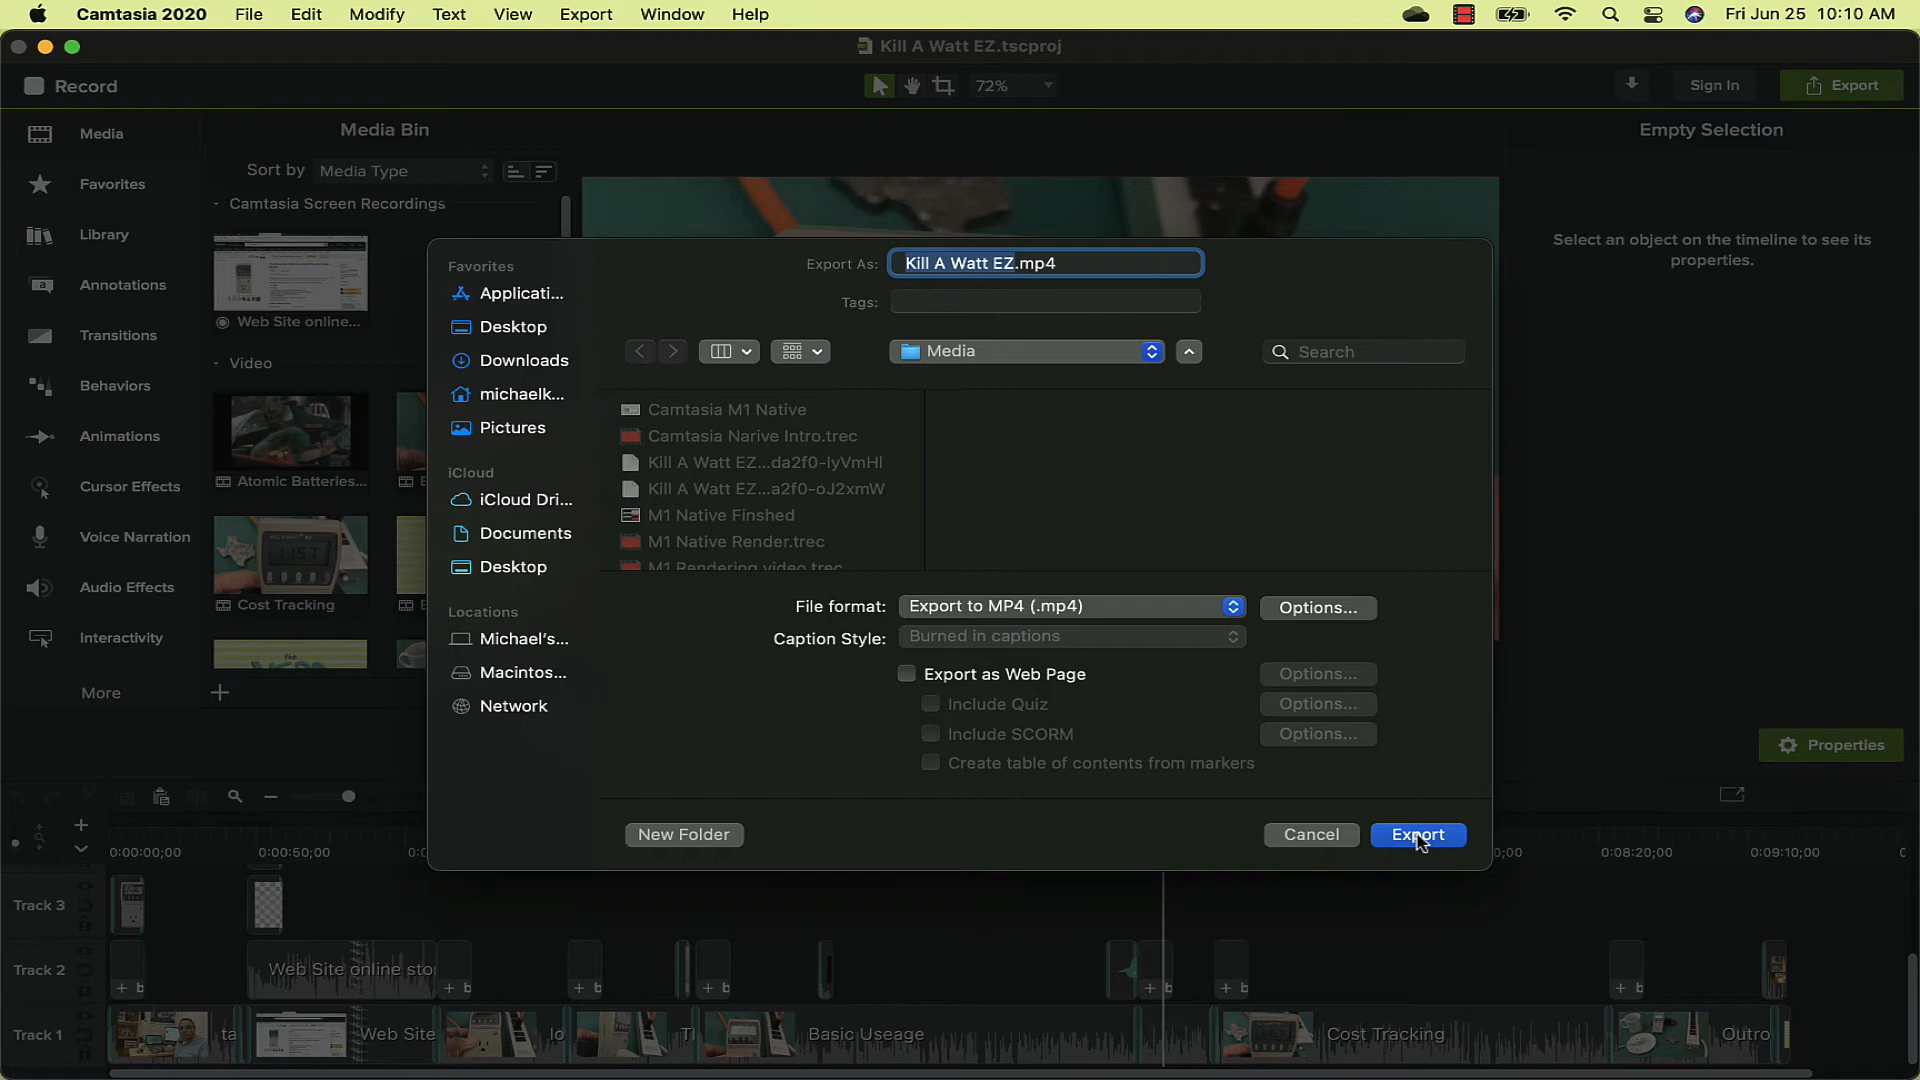 Camtasia 2020 File Edit Modify Text View Export Window Help Fri Jun 25 10:10 AM
Kill A Watt EZ.tscproj
Record 72% Sign In Export
Media
Favorites
Library
Annotations
Transitions
Behaviors
Animations
Cursor Effects
Voice Narration
Audio Effects
Interactivity
More
Media Bin
Sort by Media Type
Camtasia Screen Recordings
Web Site online...
Video
Atomic Batteries...
Cost Tracking
Empty Selection
Select an object on the timeline to see its
properties.
Properties
Favorites
Applicati...
Desktop
Downloads
michaelk...
Pictures
iCloud
iCloud Dri...
Documents
Desktop
Locations
Michael's...
Macintos...
Network
Export As: Kill A Watt EZ.mp4
Tags:
Media
Search
Camtasia M1 Native
Camtasia Narive Intro.trec
Kill A Watt EZ...da2f0-IyVmHl
Kill A Watt EZ...a2f0-oJ2xmW
M1 Native Finshed
M1 Native Render.trec
M1 Rendering video.trec
File format: Export to MP4 (.mp4) Options...
Caption Style: Burned in captions
Export as Web Page Options...
Include Quiz Options...
Include SCORM Options...
Create table of contents from markers
New Folder Cancel Export
0:00:00;00 0:00:50;00 0:08:20;00 0:09:10;00
Track 3
Track 2 Web Site online sto
Track 1 ta Web Site Io Basic Useage Cost Tracking Outro